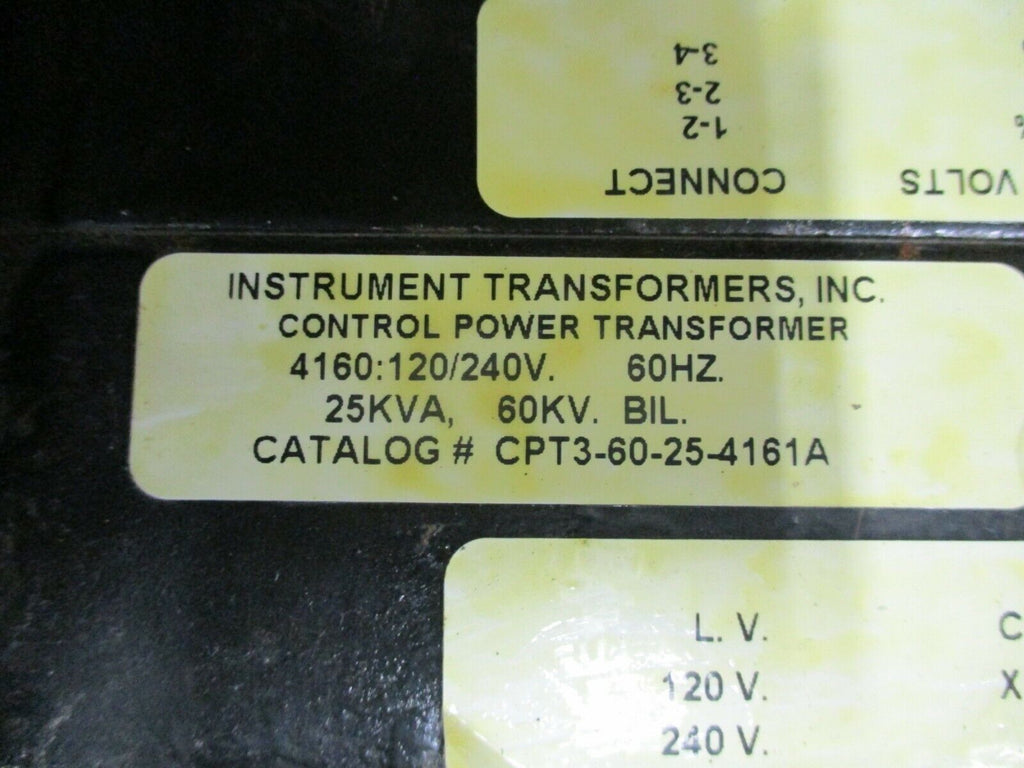 3-4
2-3
1-2
CONNECT VOLTS
INSTRUMENT TRANSFORMERS, INC.
CONTROL POWER TRANSFORMER
4160:120/240V. 60HZ.
25KVA, 60KV. BIL.
CATALOG # CPT3-60-25-4161A
L. V. C
120 V. X
240 V.